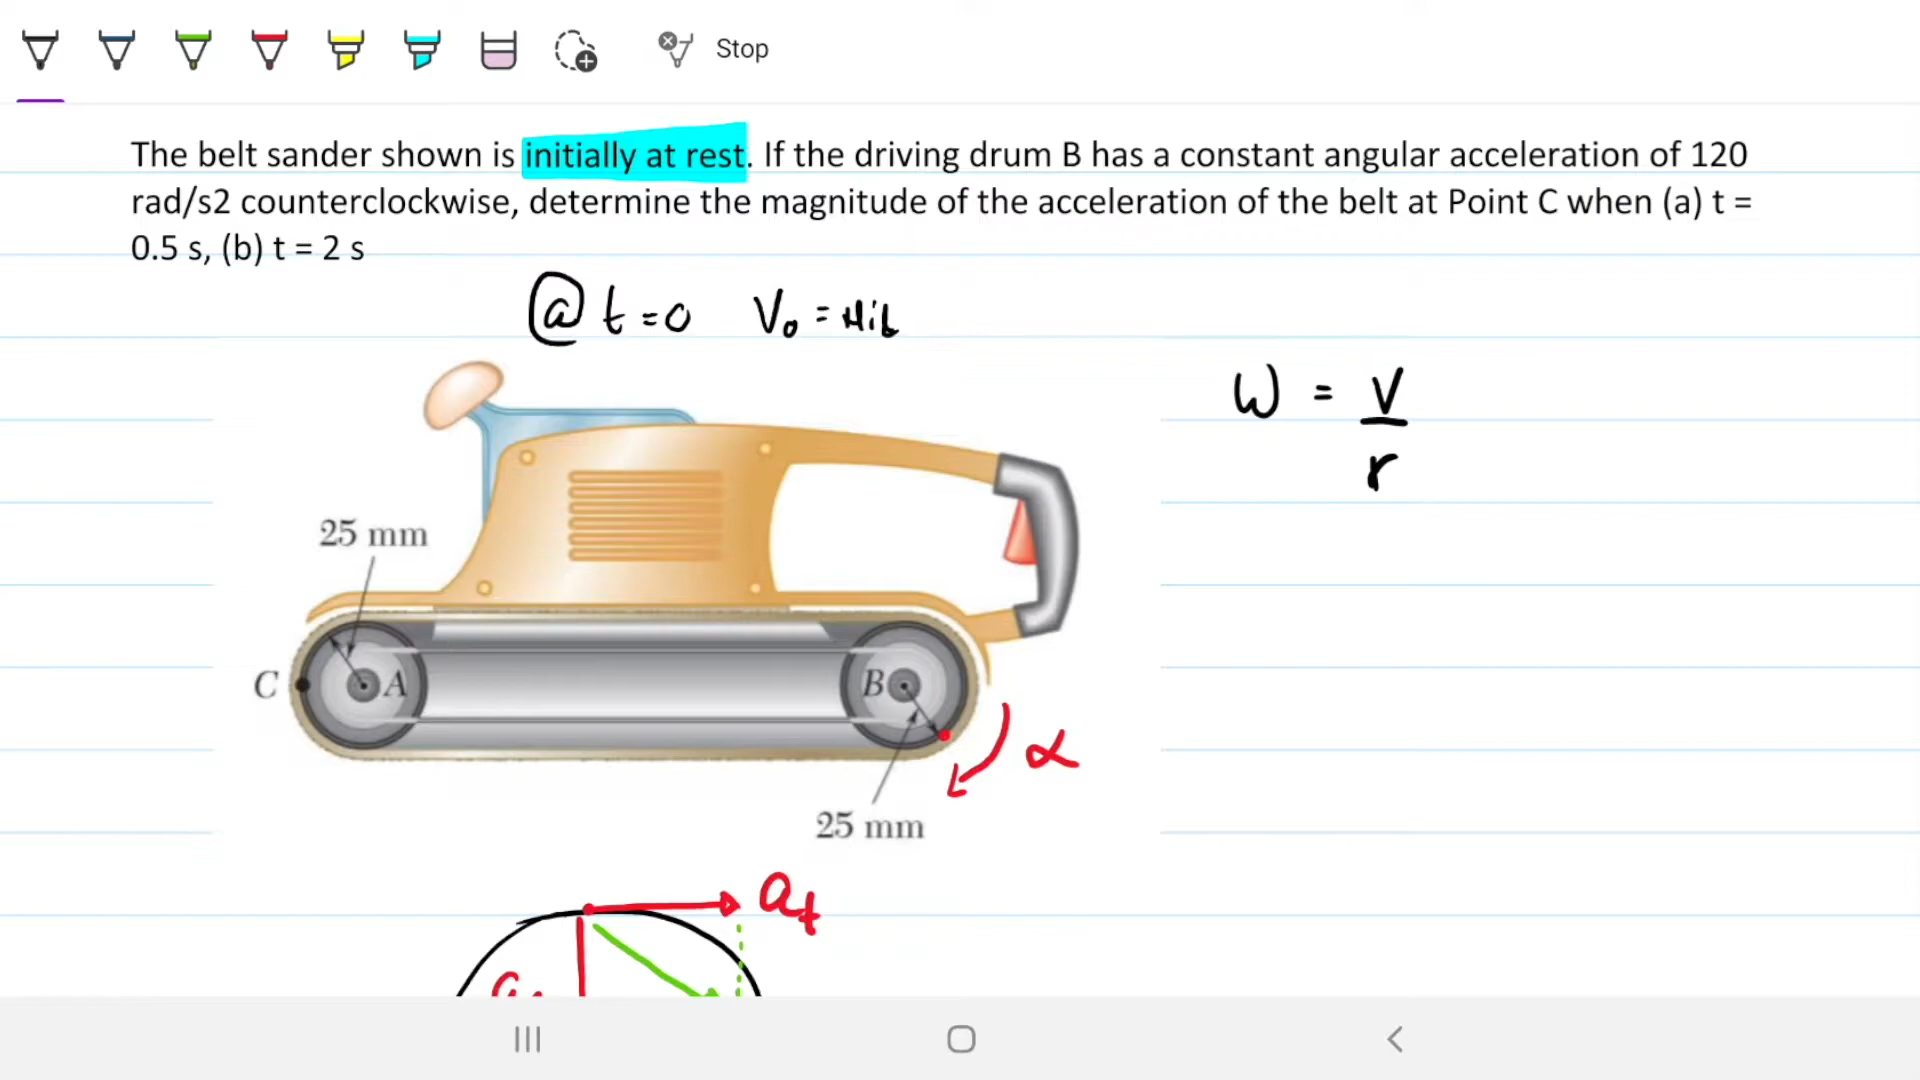 Stop
The belt sander shown is initially at rest. If the driving drum B has a constant angular acceleration of 120
rad/s2 counterclockwise, determine the magnitude of the acceleration of the belt at Point C when (a) t =
0.5 s, (b) t = 2 s
@ t = 0 V₀ = Nil
W = V
r
25 mm
C A B
α
25 mm
a_t